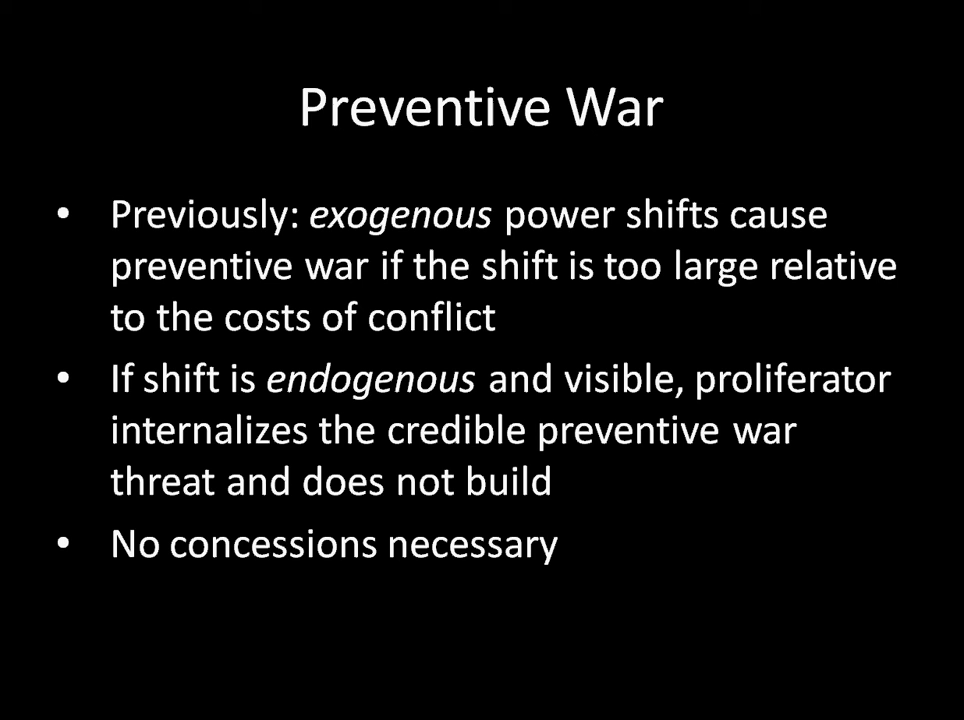 Preventive War
• Previously: exogenous power shifts cause
preventive war if the shift is too large relative
to the costs of conflict
• If shift is endogenous and visible, proliferator
internalizes the credible preventive war
threat and does not build
• No concessions necessary